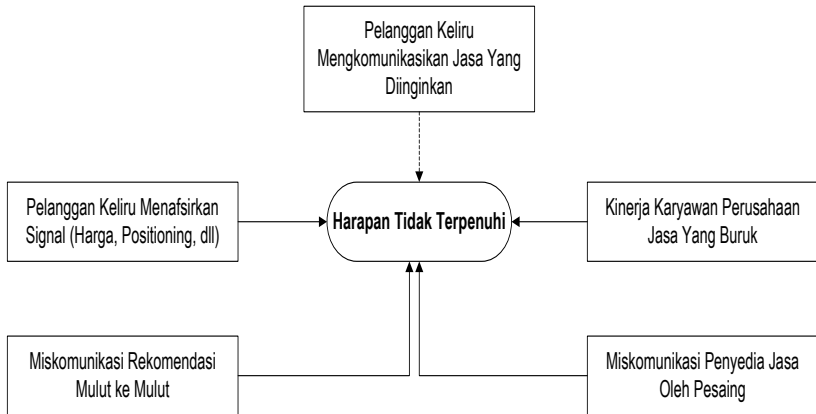 Pelanggan Keliru
Mengkomunikasikan Jasa Yang
Diinginkan
Pelanggan Keliru Menafsirkan
Signal (Harga, Positioning, dll)
Harapan Tidak Terpenuhi
Kinerja Karyawan Perusahaan
Jasa Yang Buruk
Miskomunikasi Rekomendasi
Mulut ke Mulut
Miskomunikasi Penyedia Jasa
Oleh Pesaing